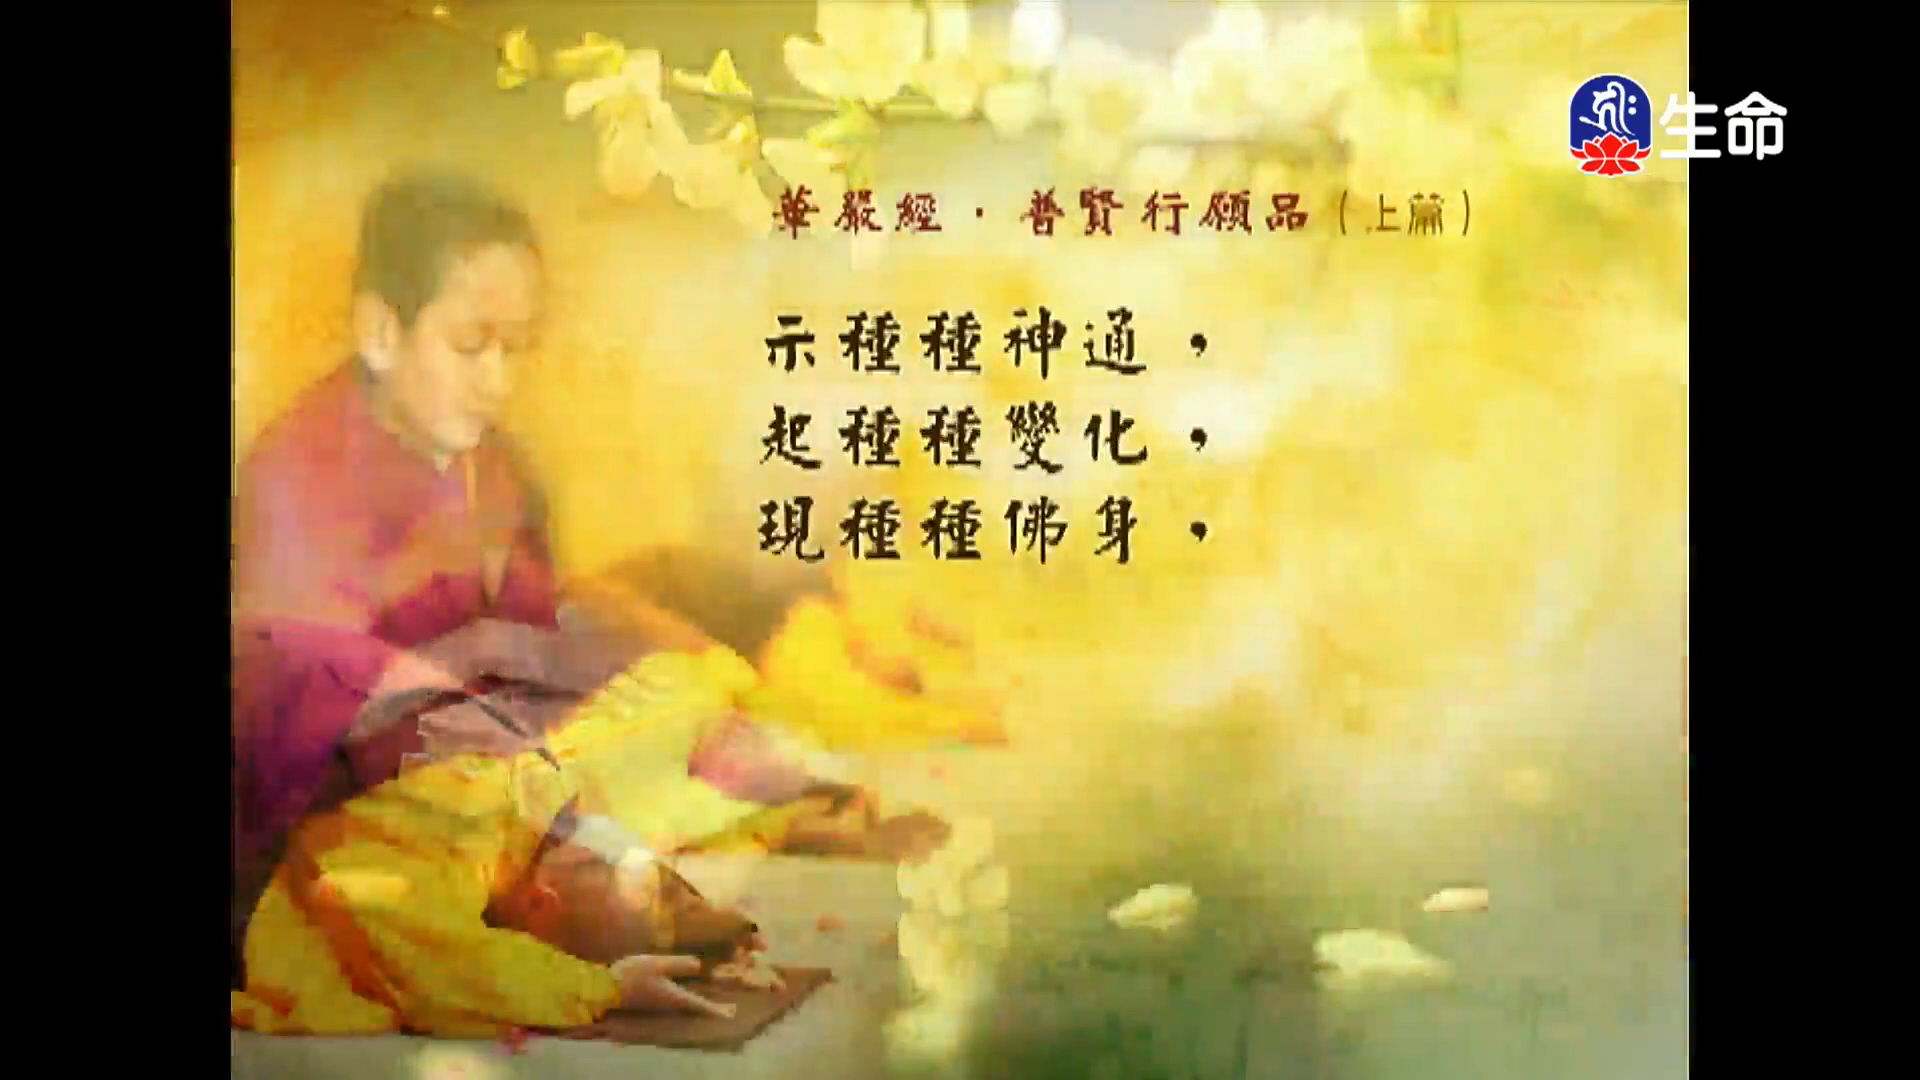 生命
華嚴經·普賢行願品(上篇)
示種種神通，
起種種變化，
現種種佛身，